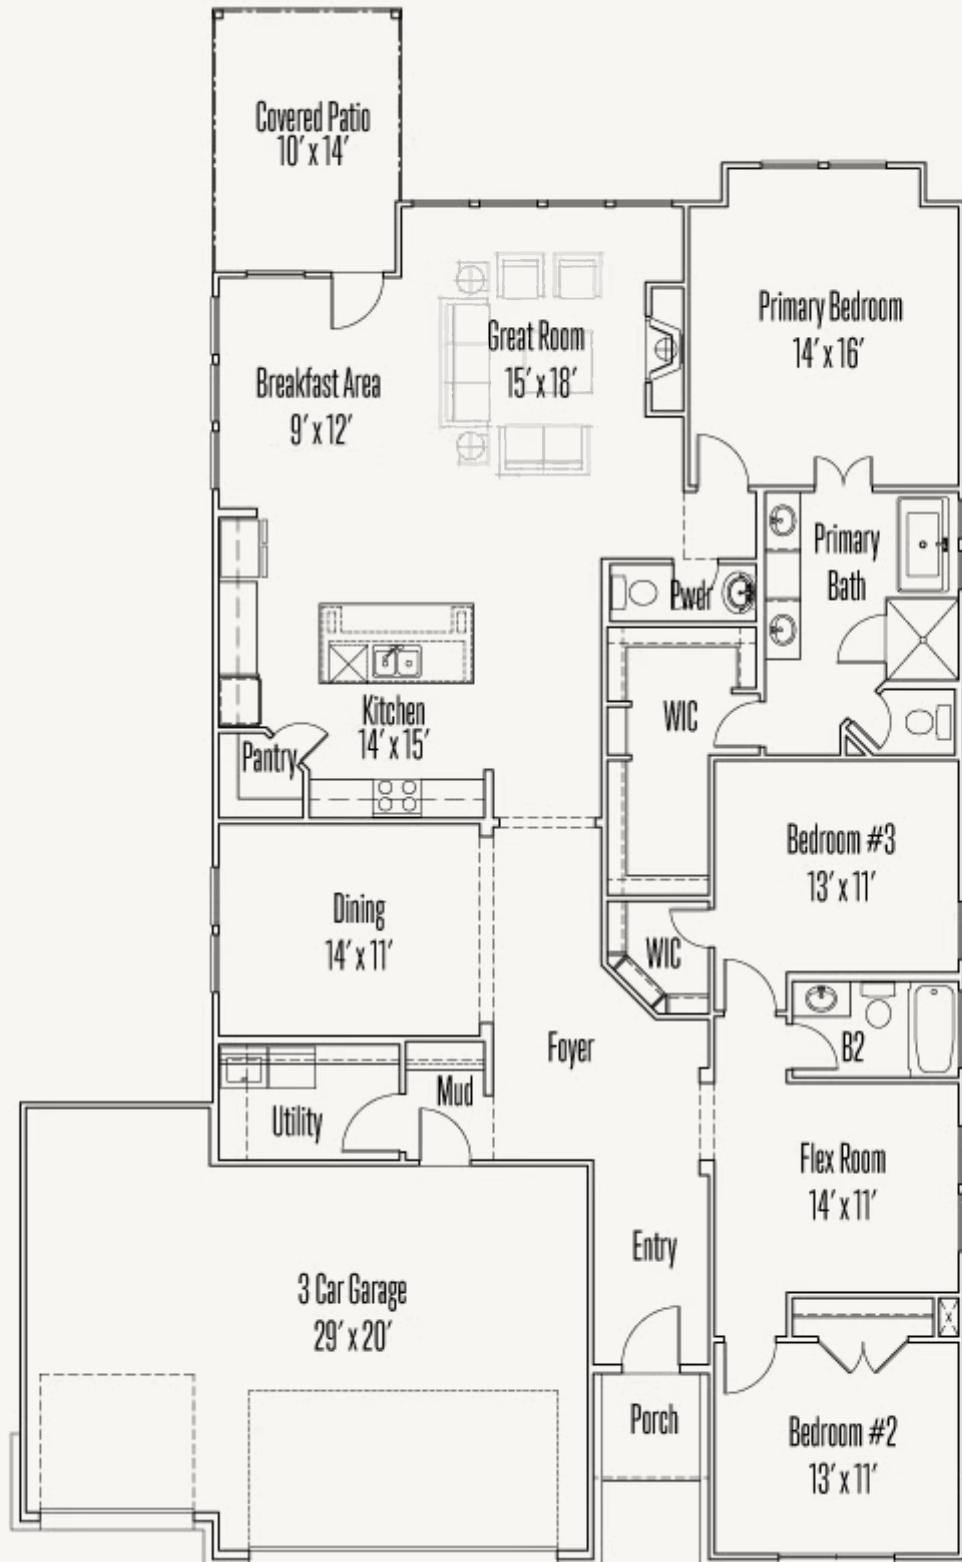 Covered Patio
10' x 14'
Primary Bedroom
14' x 16'
Great Room
15' x 18'
Breakfast Area
9' x 12'
Primary
Bath
Pwdr
Kitchen
14' x 15'
WIC
Pantry
Bedroom #3
13' x 11'
Dining
14' x 11'
WIC
Foyer
B2
Mud
Utility
Flex Room
14' x 11'
Entry
3 Car Garage
29' x 20'
Porch
Bedroom #2
13' x 11'